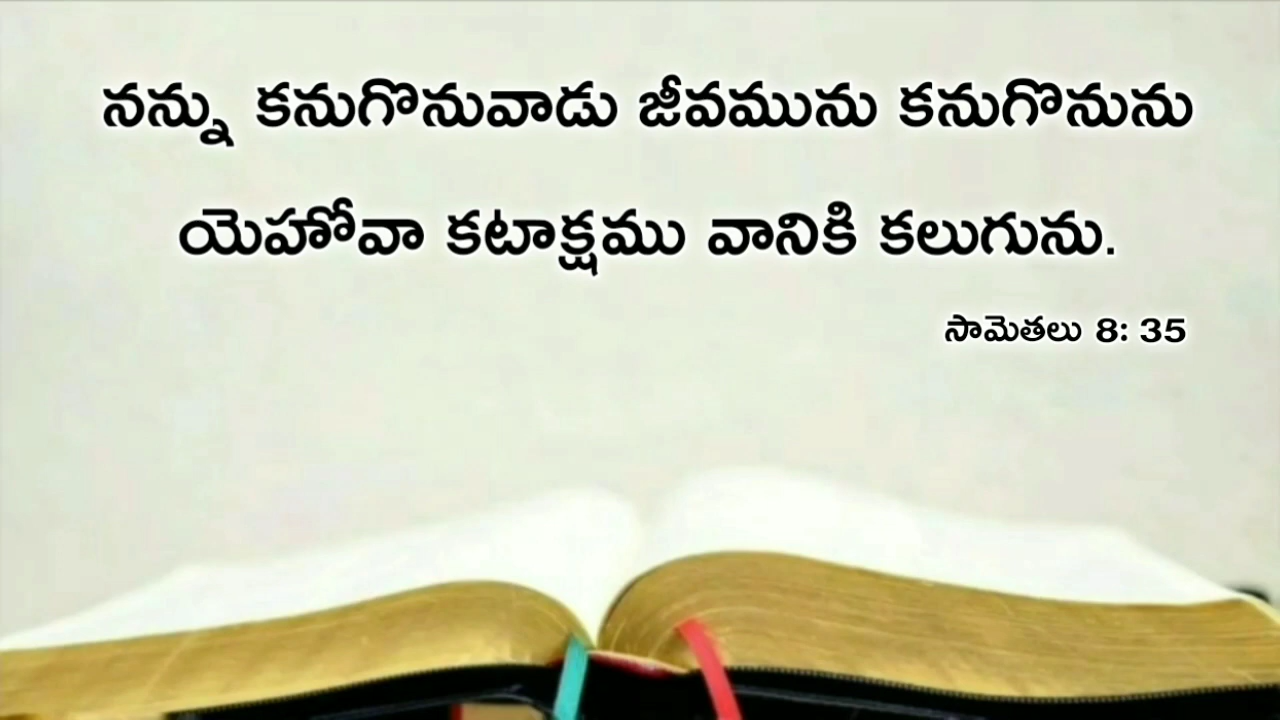 నన్ను కనుగొనువాడు జీవమును కనుగొనును
యెహోవా కటాక్షము వానికి కలుగును.
సామెతలు 8: 35